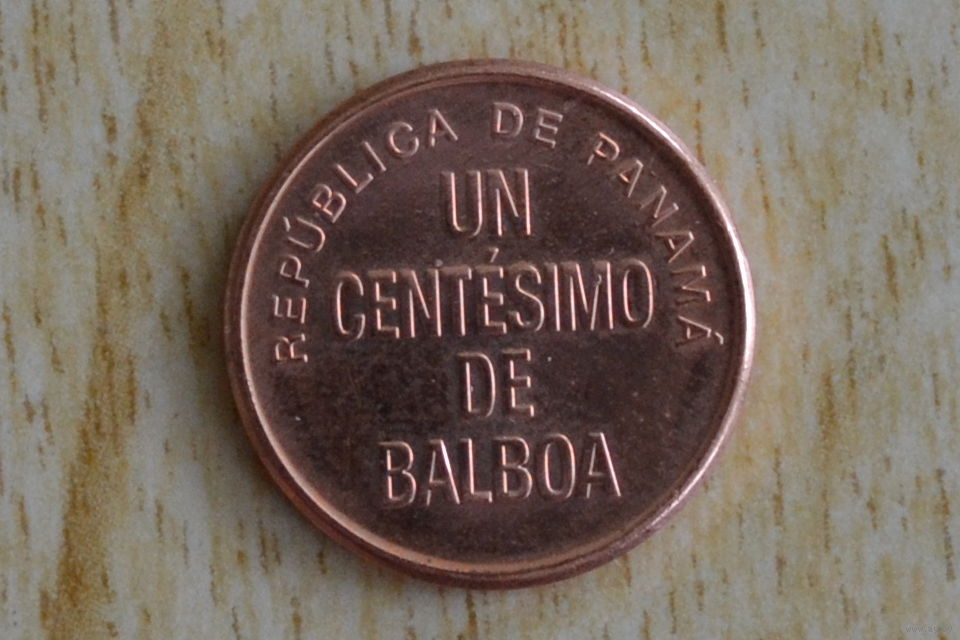 REPÚBLICA DE PANAMÁ
UN
CENTÉSIMO
DE
BALBOA